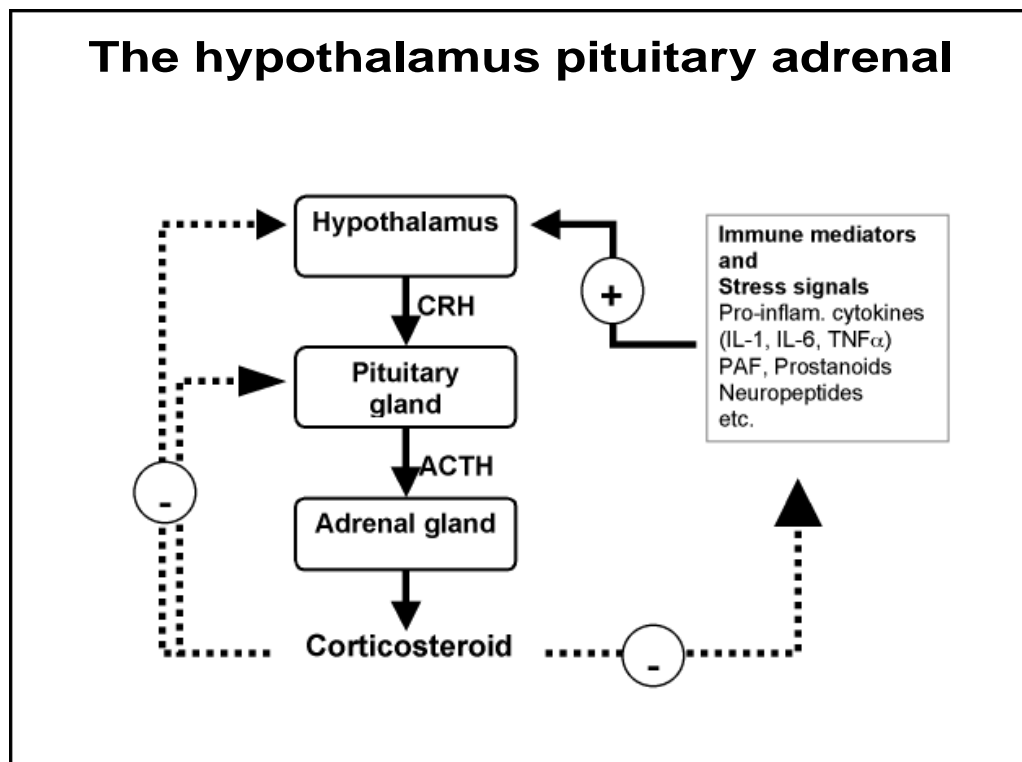 The hypothalamus pituitary adrenal
Hypothalamus
CRH
Pituitary
gland
ACTH
Adrenal gland
Corticosteroid
-
-
+
Immune mediators
and
Stress signals
Pro-inflam. cytokines
(IL-1, IL-6, TNFα)
PAF, Prostanoids
Neuropeptides
etc.